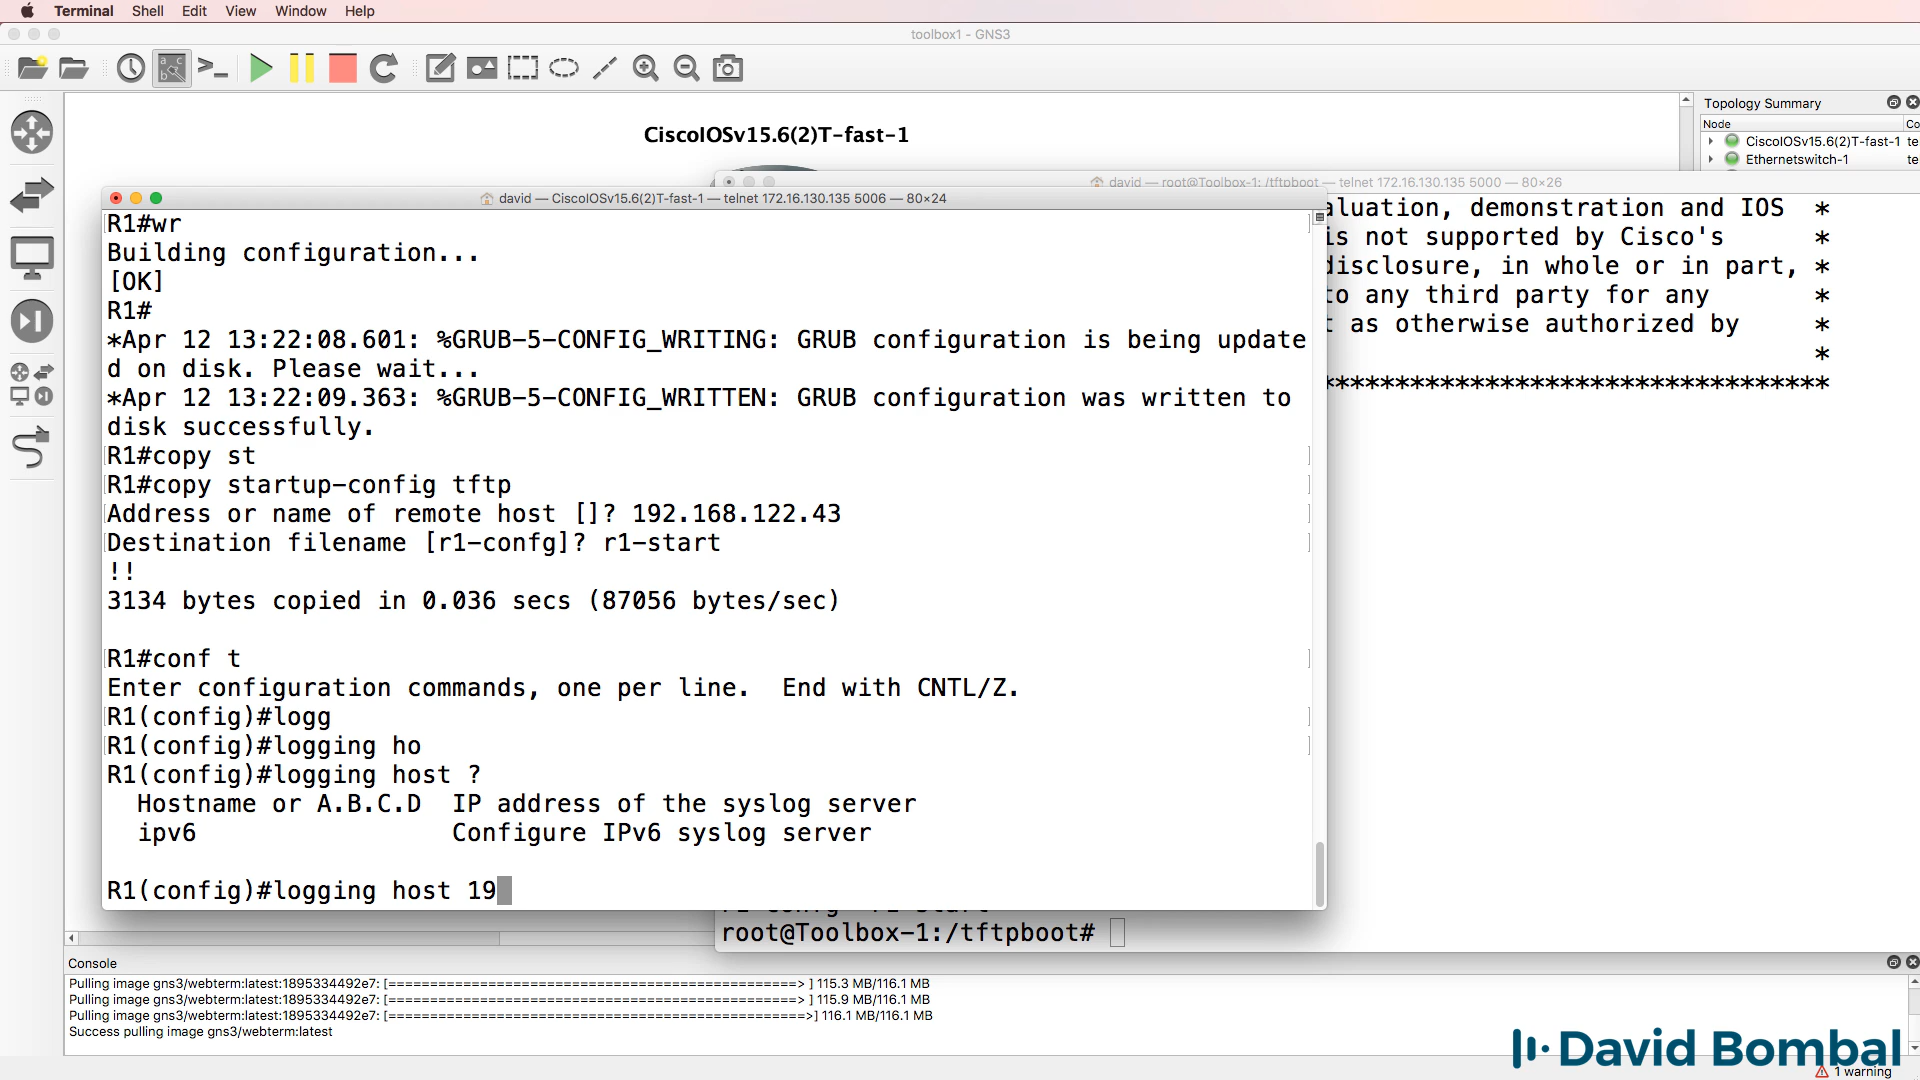 Terminal Shell Edit View Window Help
toolbox1 - GNS3
CiscoIOSv15.6(2)T-fast-1
Topology Summary
Node
Co
CiscoIOSv15.6(2)T-fast-1 te
Ethernetswitch-1 te
david — root@Toolbox-1: /tftpboot — telnet 172.16.130.135 5000 — 80×26
aluation, demonstration and IOS *
is not supported by Cisco's *
disclosure, in whole or in part, *
to any third party for any *
t as otherwise authorized by *
*
**********************************
root@Toolbox-1:/tftpboot#
david — CiscoIOSv15.6(2)T-fast-1 — telnet 172.16.130.135 5006 — 80×24
R1#wr
Building configuration...
[OK]
R1#
*Apr 12 13:22:08.601: %GRUB-5-CONFIG_WRITING: GRUB configuration is being update
d on disk. Please wait...
*Apr 12 13:22:09.363: %GRUB-5-CONFIG_WRITTEN: GRUB configuration was written to
disk successfully.
R1#copy st
R1#copy startup-config tftp
Address or name of remote host []? 192.168.122.43
Destination filename [r1-confg]? r1-start
!!
3134 bytes copied in 0.036 secs (87056 bytes/sec)
R1#conf t
Enter configuration commands, one per line.  End with CNTL/Z.
R1(config)#logg
R1(config)#logging ho
R1(config)#logging host ?
Hostname or A.B.C.D  IP address of the syslog server
ipv6                 Configure IPv6 syslog server
R1(config)#logging host 19
Console
Pulling image gns3/webterm:latest:1895334492e7: [=================================================> ] 115.3 MB/116.1 MB
Pulling image gns3/webterm:latest:1895334492e7: [=================================================> ] 115.9 MB/116.1 MB
Pulling image gns3/webterm:latest:1895334492e7: [==================================================>] 116.1 MB/116.1 MB
Success pulling image gns3/webterm:latest
David Bombal
1 warning